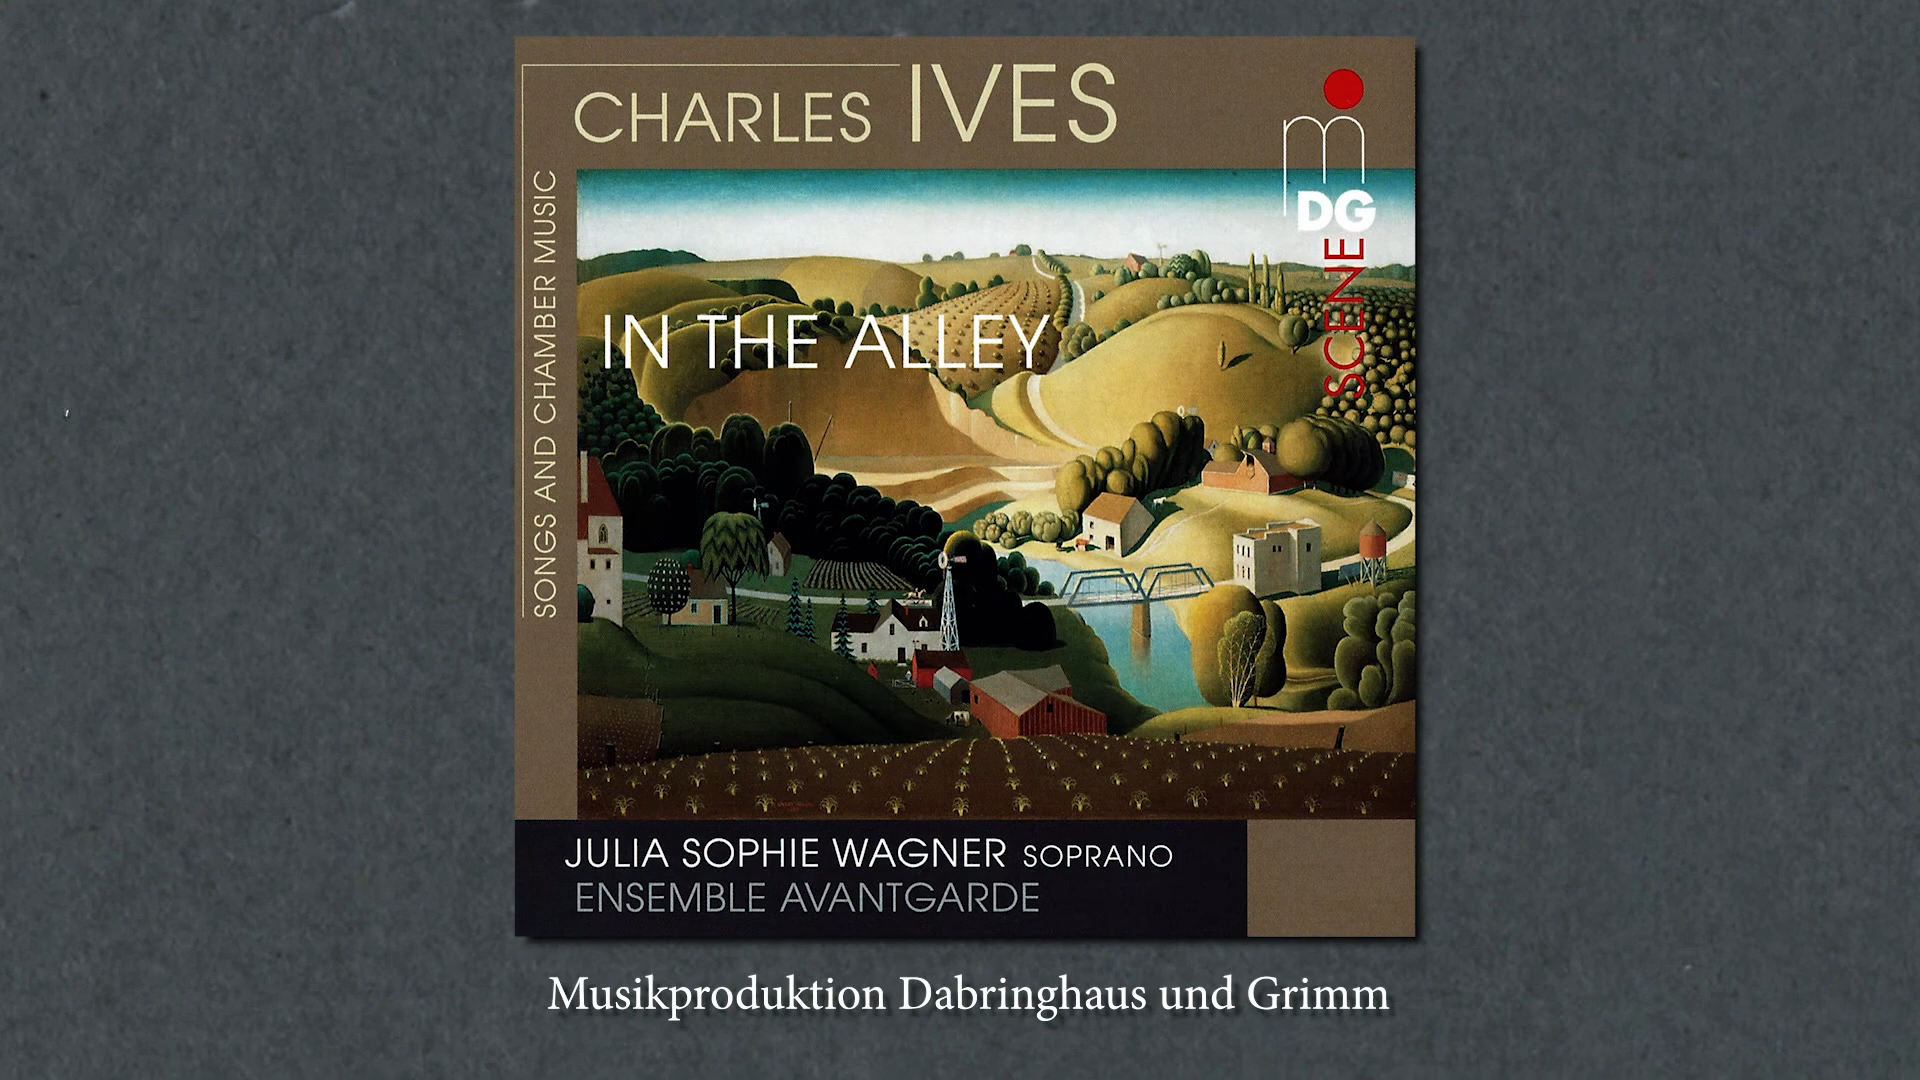 CHARLES IVES
SONGS AND CHAMBER MUSIC
DG
SCENE
IN THE ALLEY
JULIA SOPHIE WAGNER SOPRANO
ENSEMBLE AVANTGARDE
Musikproduktion Dabringhaus und Grimm